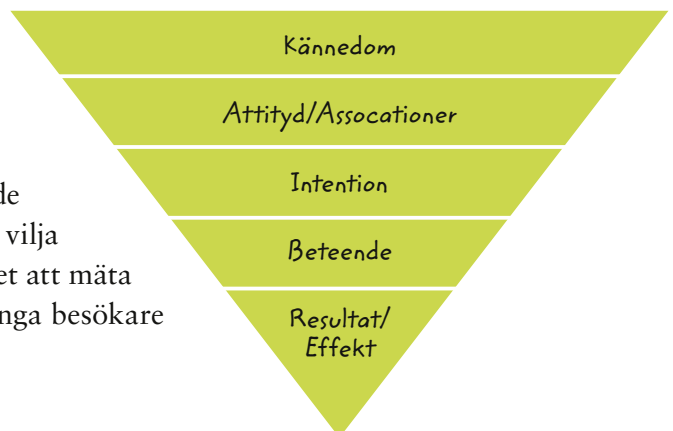 Kännedom
Attityd/Assocationer
Intention
Beteende
Resultat/
Effekt
de
vilja
et att mäta
nga besökare